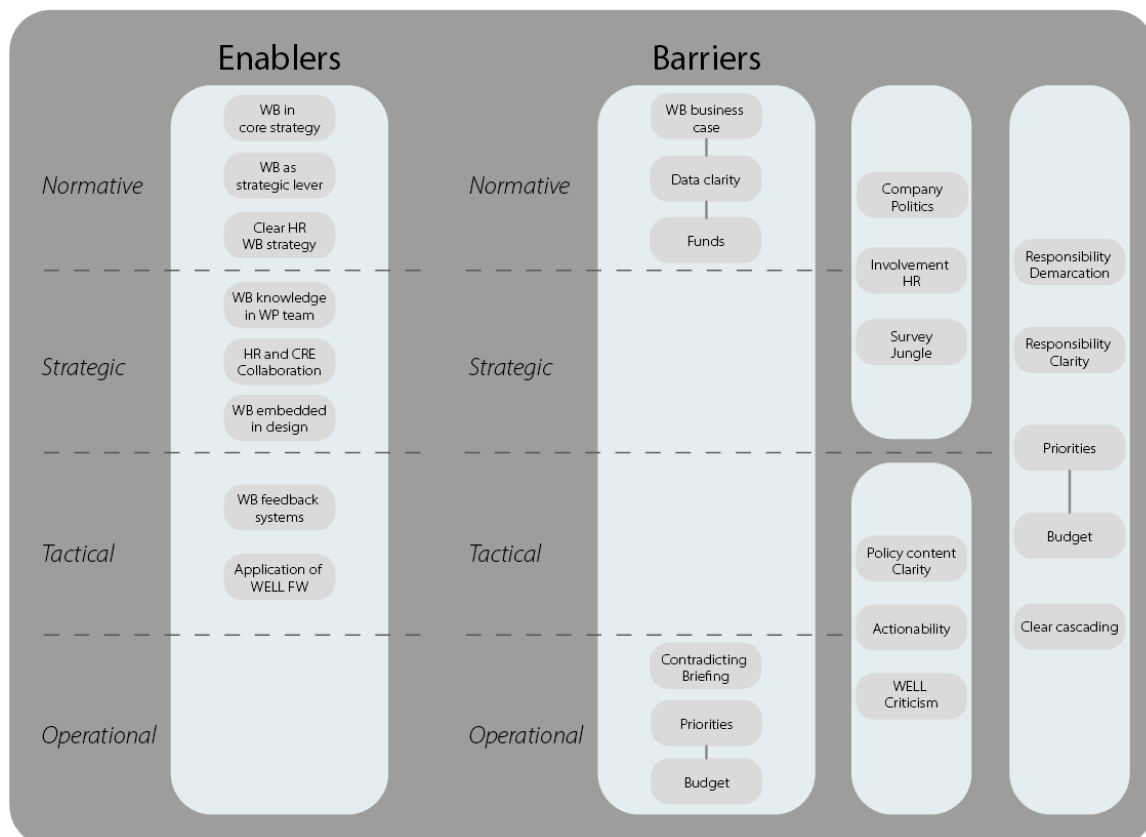 Enablers
Barriers
Normative
WB in
core strategy
WB as
strategic lever
Clear HR
WB strategy
Strategic
WB knowledge
in WP team
HR and CRE
Collaboration
WB embedded
in design
Tactical
WB feedback
systems
Application of
WELL FW
Operational
Normative
WB business
case
Data clarity
Funds
Strategic
Tactical
Operational
Contradicting
Briefing
Priorities
Budget
Company
Politics
Involvement
HR
Survey
Jungle
Policy content
Clarity
Actionability
WELL
Criticism
Responsibility
Demarcation
Responsibility
Clarity
Priorities
Budget
Clear cascading